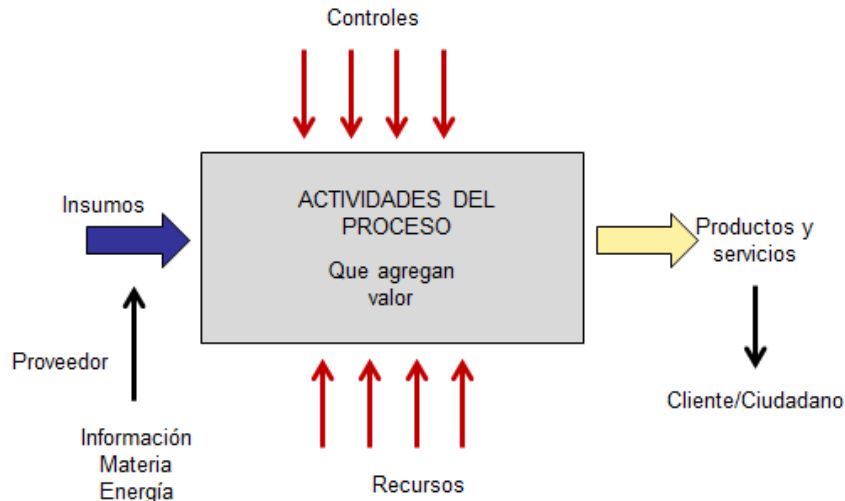 Controles
Insumos
ACTIVIDADES DEL
PROCESO
Que agregan
valor
Productos y
servicios
Proveedor
Cliente/Ciudadano
Información
Materia
Energía
Recursos